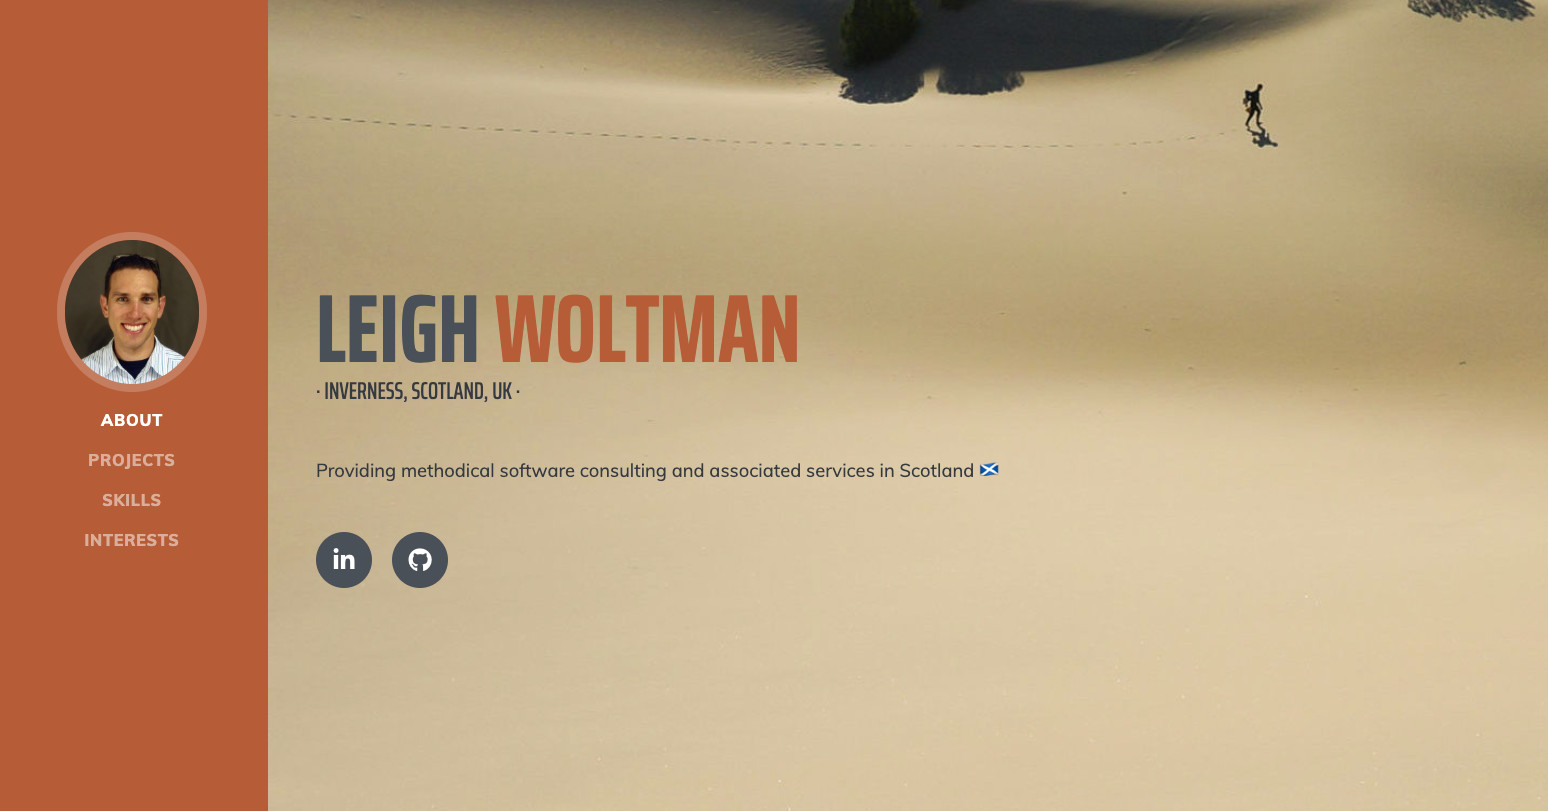 ABOUT
PROJECTS
SKILLS
INTERESTS
LEIGH WOLTMAN
· INVERNESS, SCOTLAND, UK ·
Providing methodical software consulting and associated services in Scotland 🏴󠁧󠁢󠁳󠁣󠁴󠁿
in